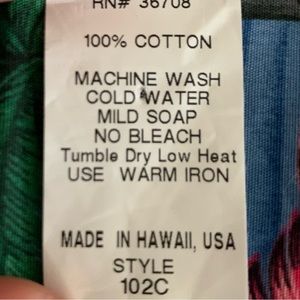 RN# 36708
100% COTTON
MACHINE WASH
COLD WATER
MILD SOAP
NO BLEACH
Tumble Dry Low Heat
USE WARM IRON
MADE IN HAWAII, USA
STYLE
102C